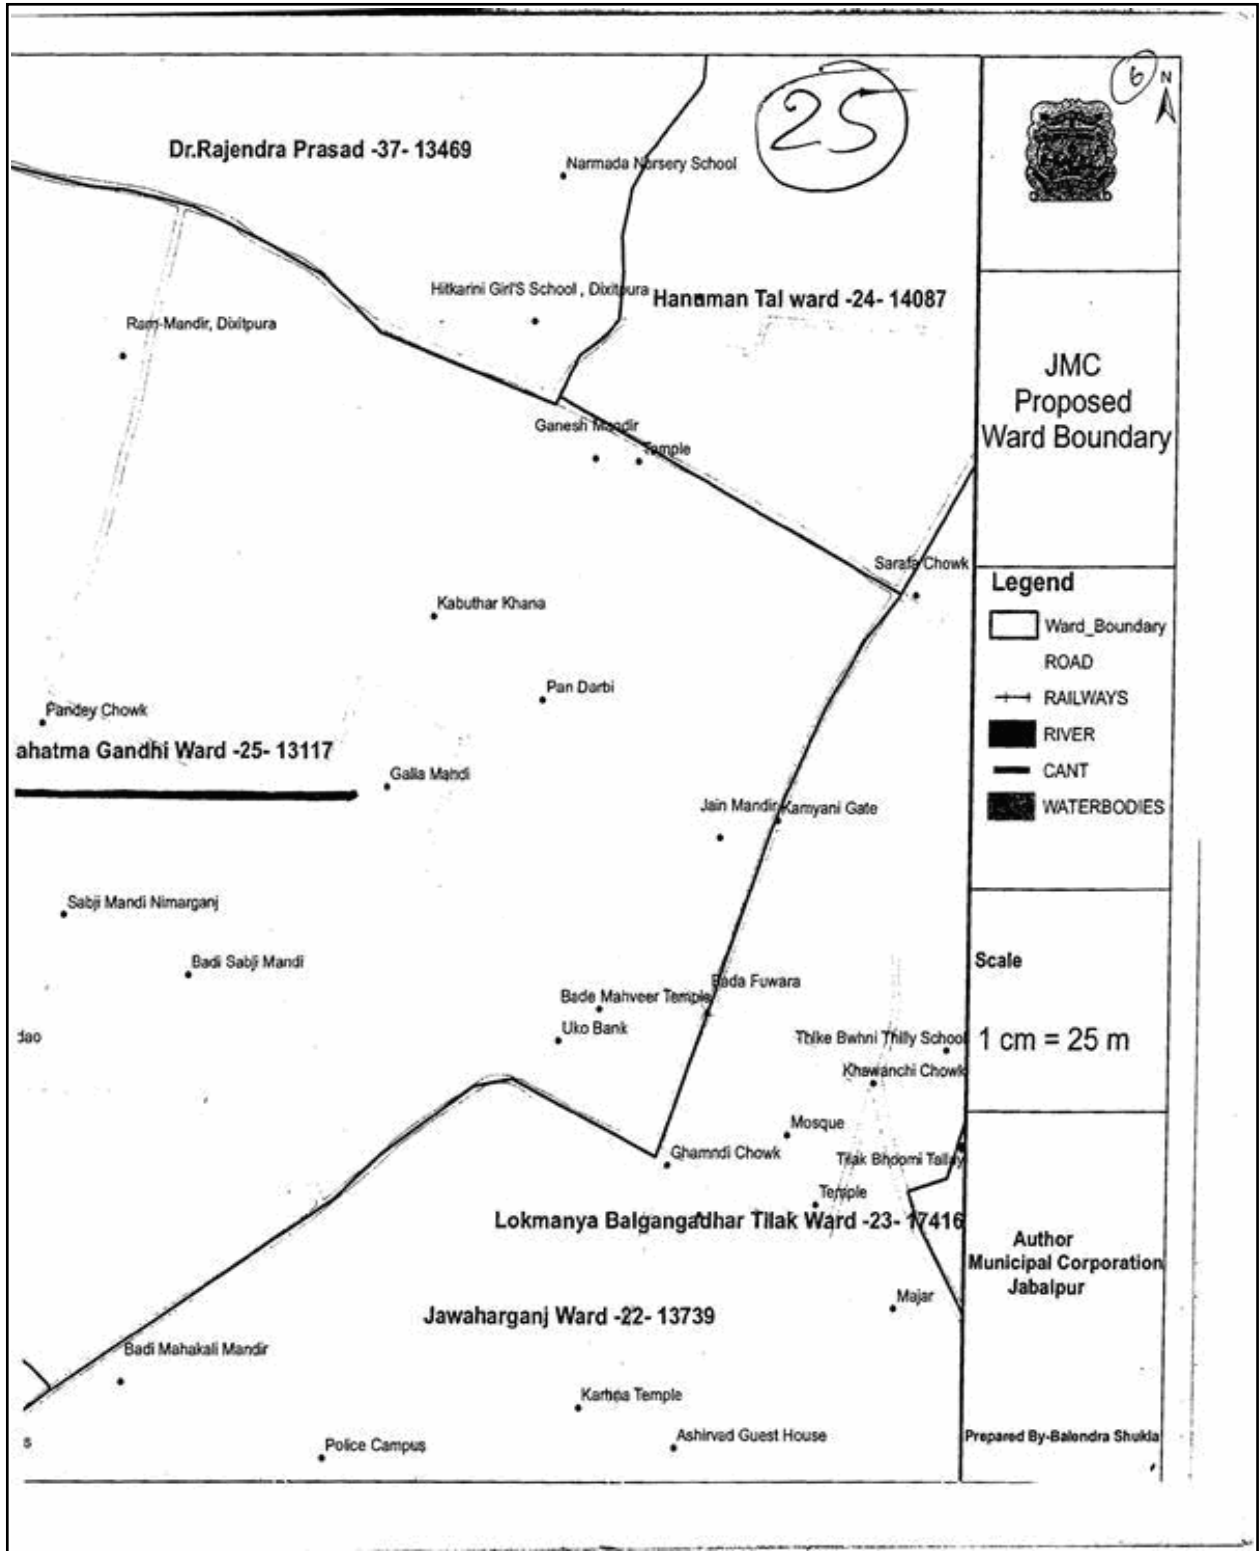 6
N
25
Dr.Rajendra Prasad -37- 13469
Narmada Norsery School
Hitkarini Girl'S School , Dixitpura
Hanuman Tal ward -24- 14087
Ram-Mandir, Dixitpura
JMC
Proposed
Ward Boundary
Ganesh Mandir
Temple
Sarafa Chowk
Legend
Ward_Boundary
ROAD
RAILWAYS
RIVER
CANT
WATERBODIES
Kabuthar Khana
Pan Darbi
Pandey Chowk
ahatma Gandhi Ward -25- 13117
Galla Mandi
Jain Mandir
Kamyani Gate
Sabji Mandi Nimarganj
Badi Sabji Mandi
Scale
1 cm = 25 m
Bada Fuwara
Bade Mahveer Temple
Uko Bank
dao
Thike Bwhni Thilly School
Khawanchi Chowk
Mosque
Ghamndi Chowk
Tilak Bhoomi Tallay
Temple
Lokmanya Balgangadhar Tilak Ward -23- 17416
Author
Municipal Corporation
Jabalpur
Majar
Jawaharganj Ward -22- 13739
Badi Mahakali Mandir
Ashirvad Guest House
Police Campus
s
Prepared By-Balendra Shukla